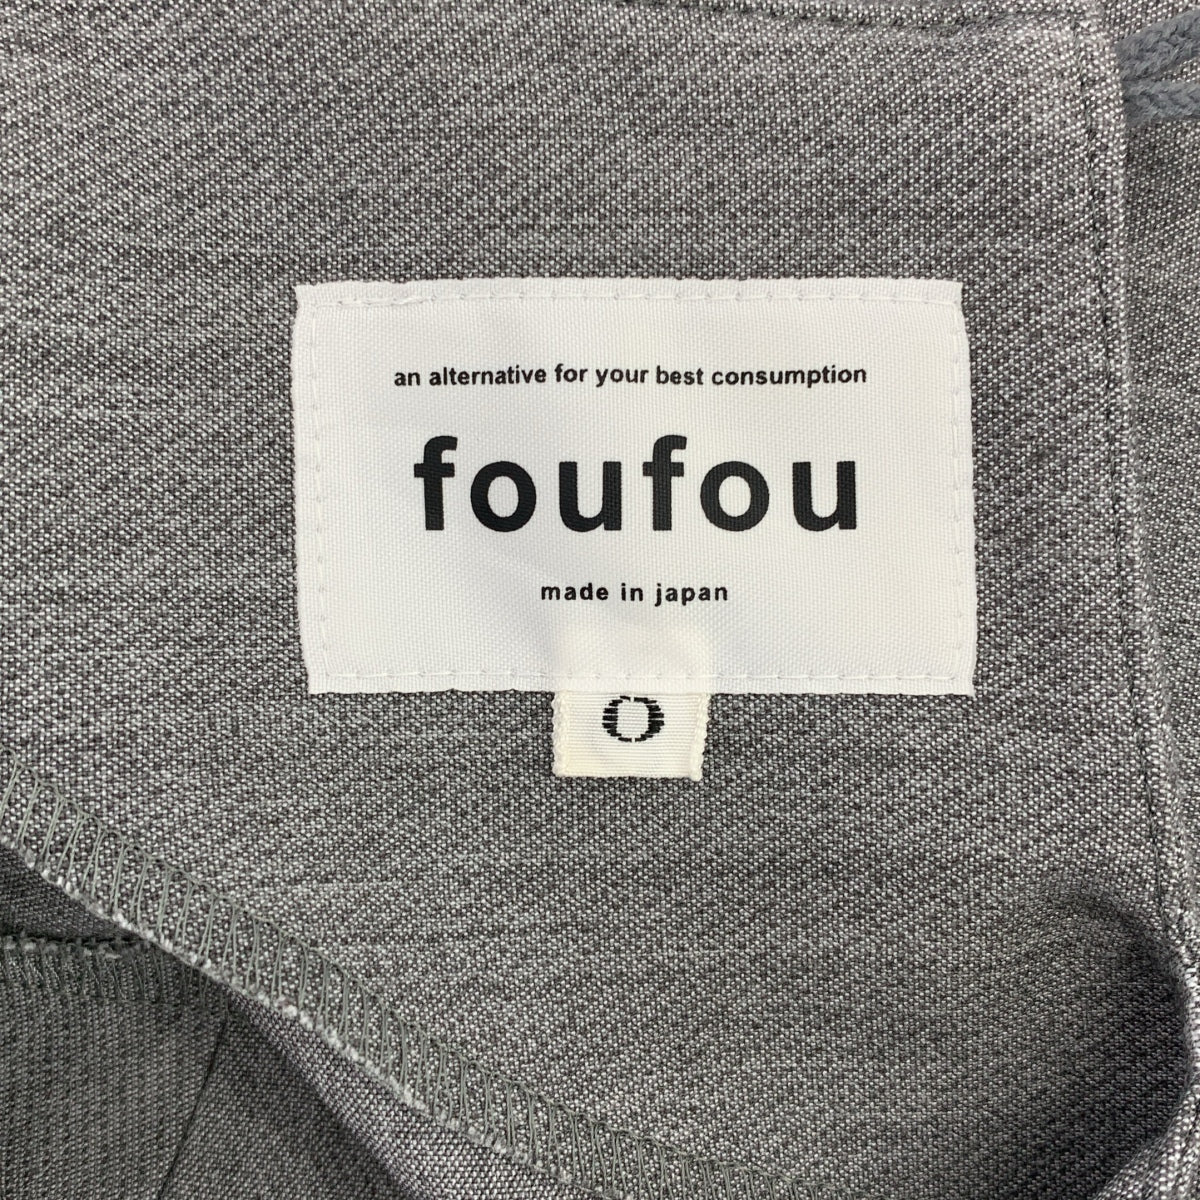 an alternative for your best consumption
foufou
made in japan
0